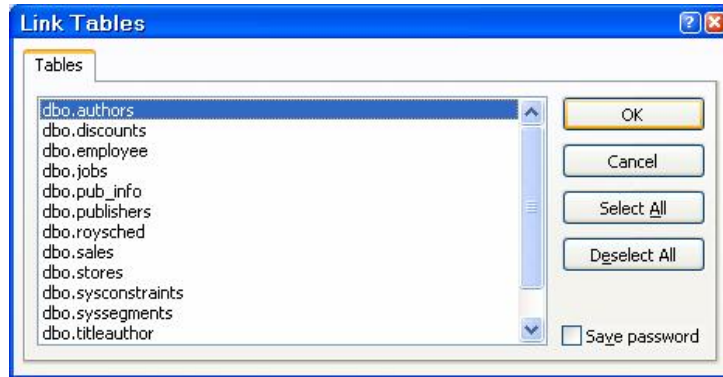 Link Tables
Tables
dbo.authors
dbo.discounts
dbo.employee
dbo.jobs
dbo.pub_info
dbo.publishers
dbo.roysched
dbo.sales
dbo.stores
dbo.sysconstraints
dbo.syssegments
dbo.titleauthor
OK
Cancel
Select All
Deselect All
Save password